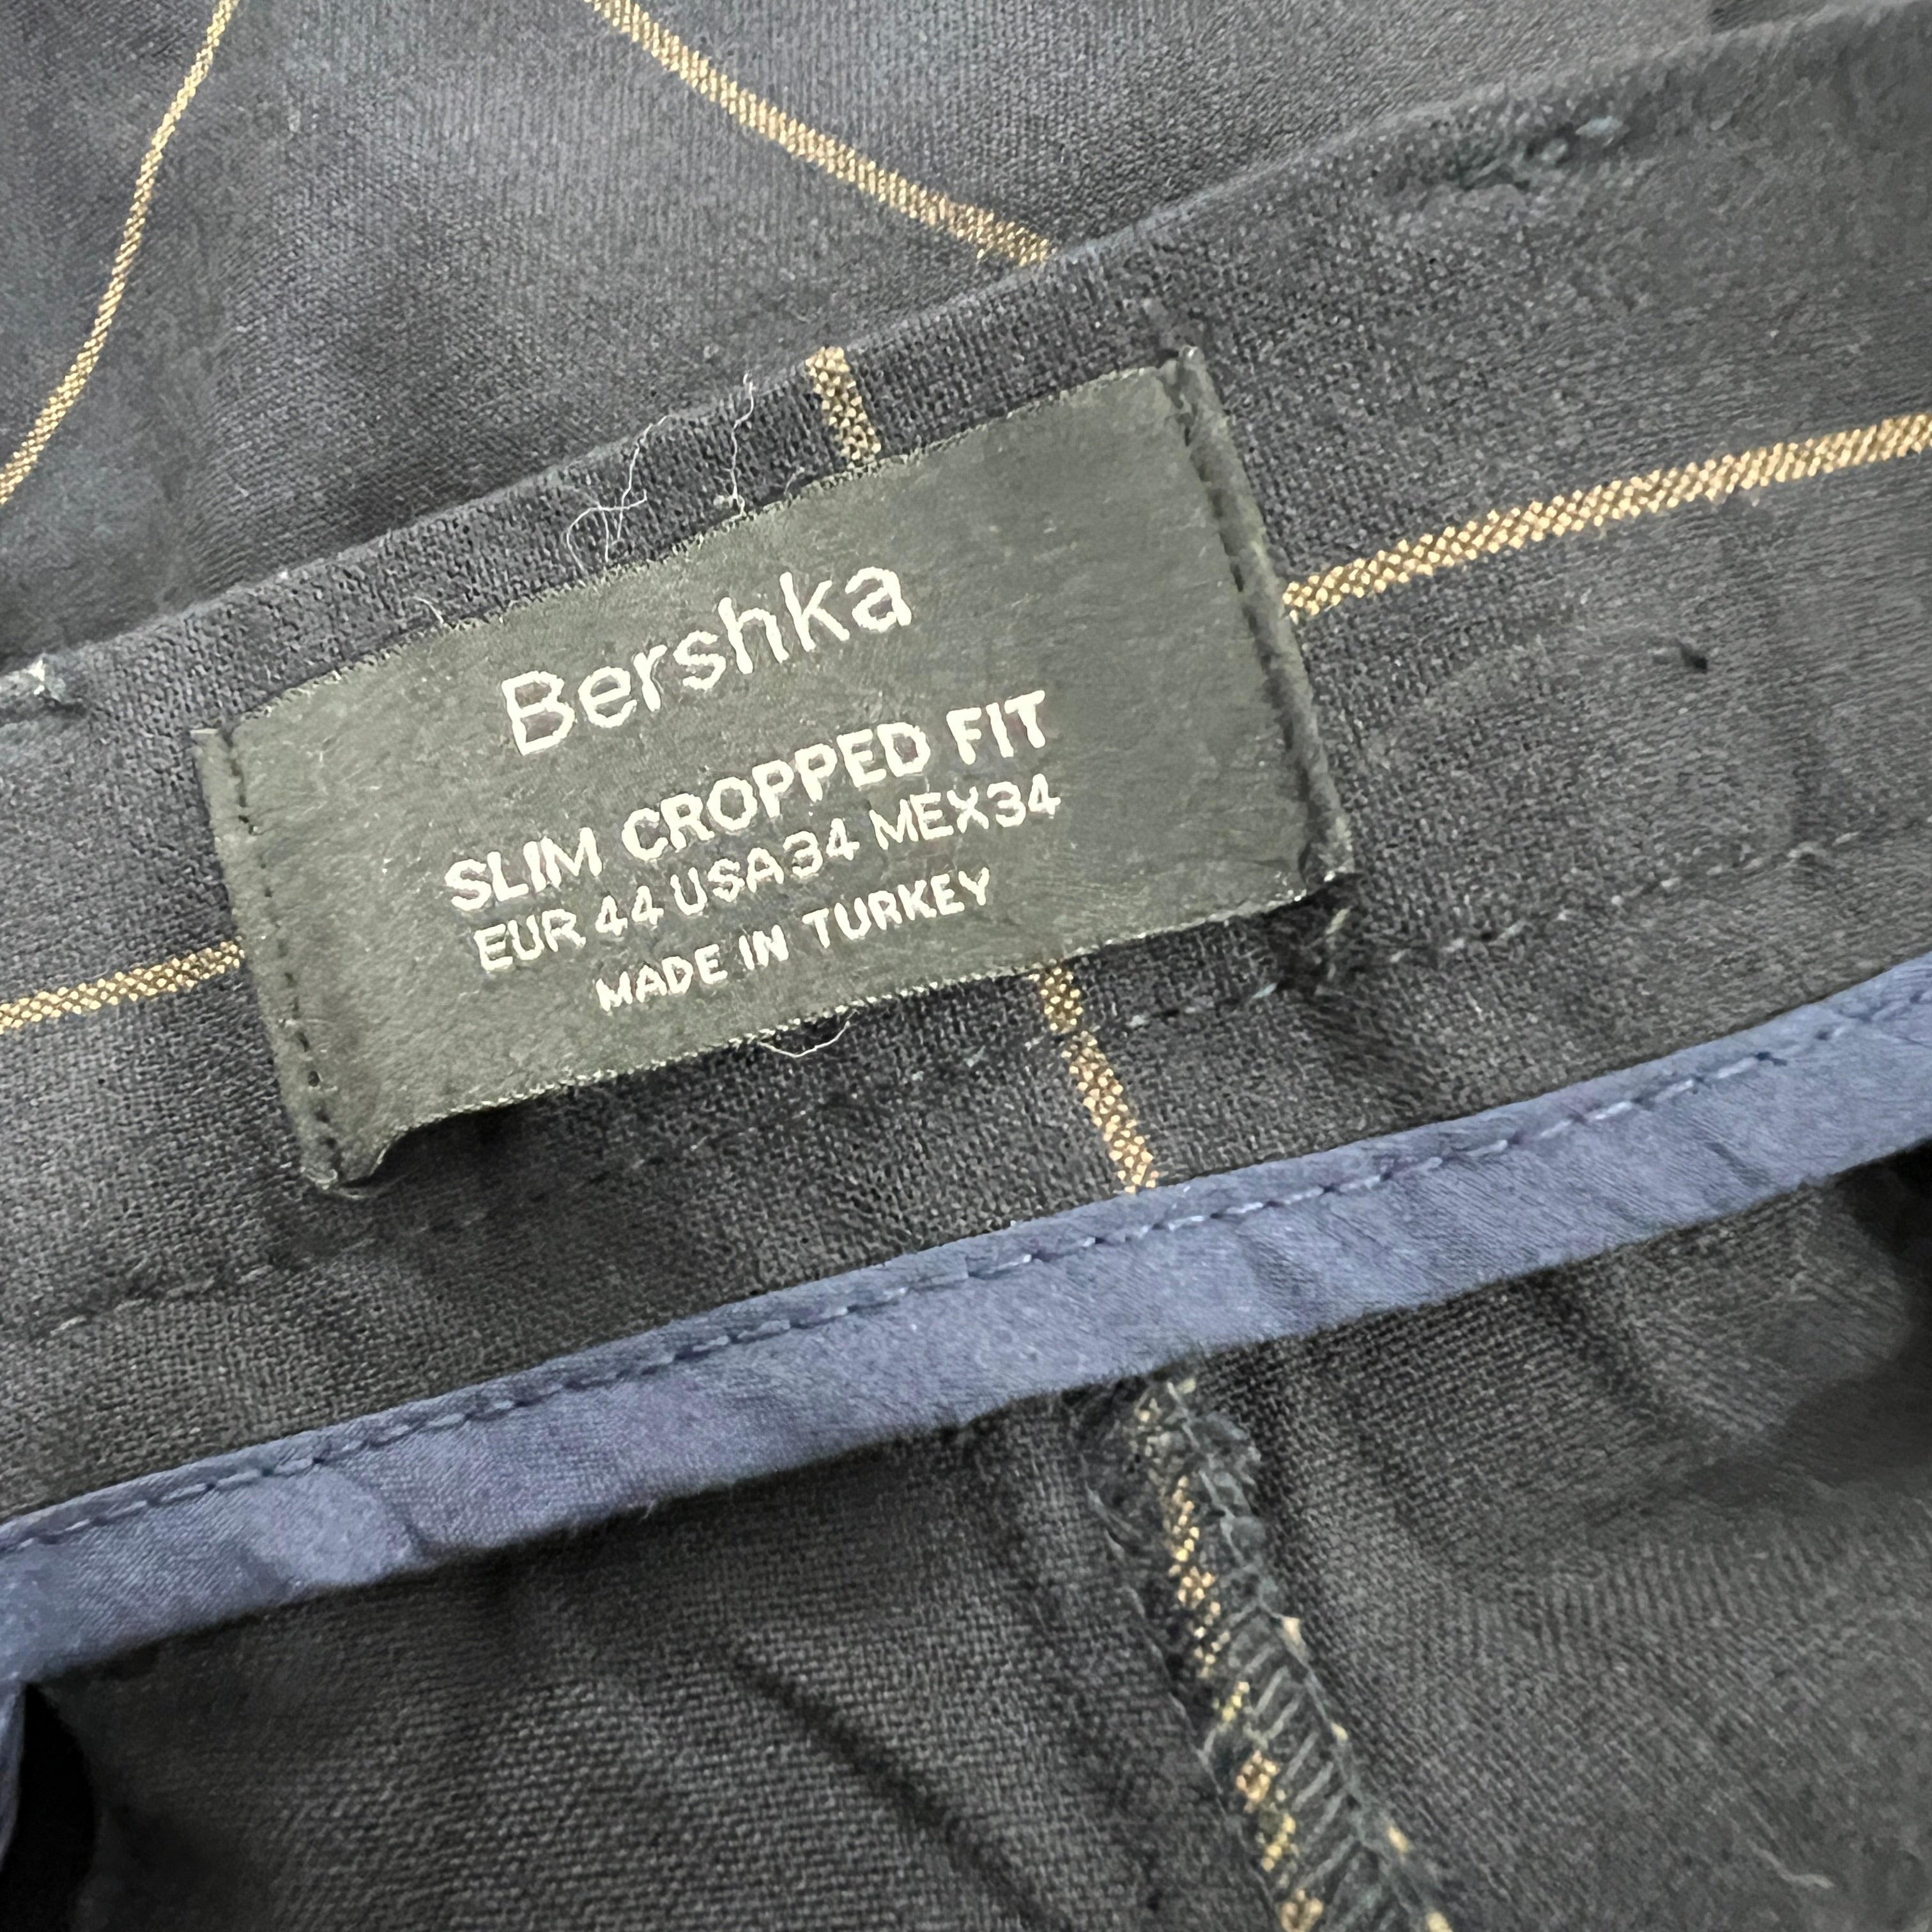 Bershka
SLIM CROPPED FIT
EUR 44 USA34 MEX34
MADE IN TURKEY